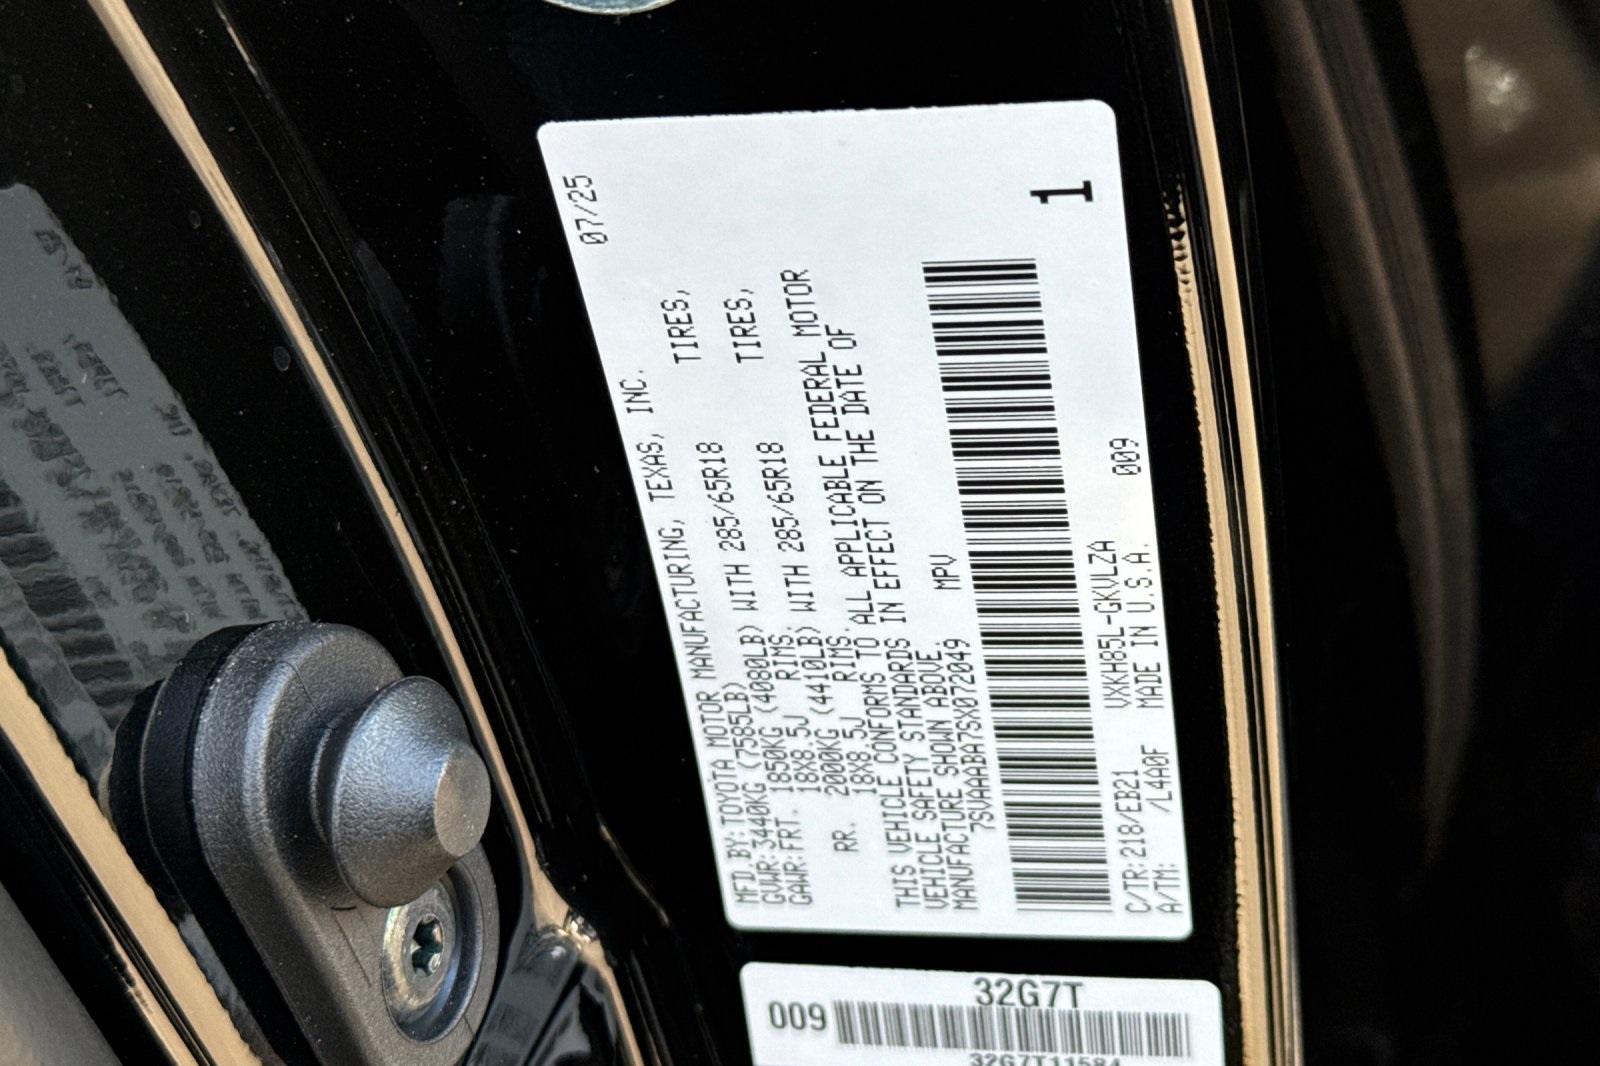 07/25
MFD.BY:TOYOTA MOTOR MANUFACTURING, TEXAS, INC.
GVWR:3440KG (7585LB)
GAWR:FRT. 1850KG (4080LB) WITH 285/65R18 TIRES,
18X8.5J RIMS,
RR. 2000KG (4410LB) WITH 285/65R18 TIRES,
18X8.5J RIMS.
THIS VEHICLE CONFORMS TO ALL APPLICABLE FEDERAL MOTOR
VEHICLE SAFETY STANDARDS IN EFFECT ON THE DATE OF
MANUFACTURE SHOWN ABOVE.
7SVAAABA7SX072049 MPV
1
C/TR:218/EB21 VXKH85L-GKVLZA 009
A/TM: /L4A0F MADE IN U.S.A.
32G7T
009
32G7T11584